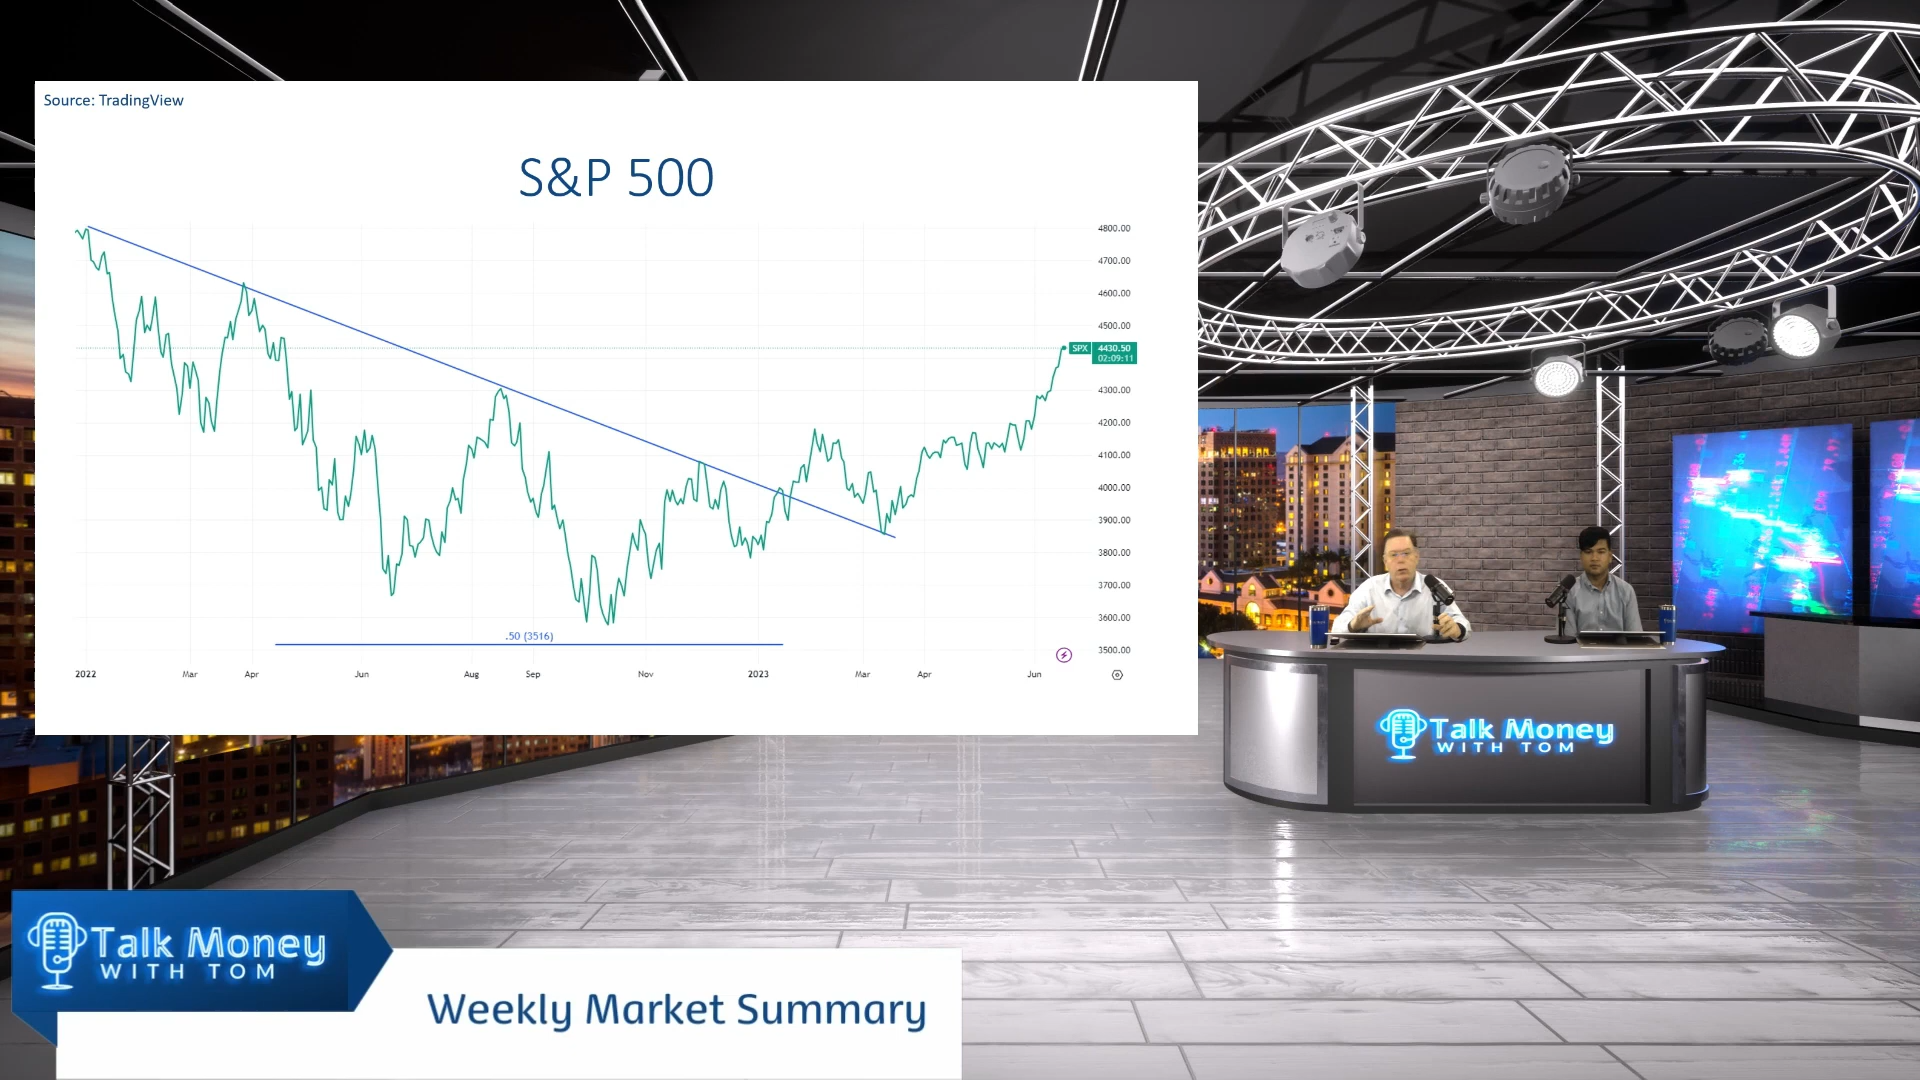 Source: TradingView
S&P 500
4800.00
4700.00
4600.00
4500.00
SPX 4430.50
02:09:11
4300.00
4200.00
4100.00
4000.00
3900.00
3800.00
3700.00
3600.00
3500.00
.50 (3516)
2022 Mar Apr Jun Aug Sep Nov 2023 Mar Apr Jun
Talk Money
WITH TOM
Talk Money
WITH TOM
Weekly Market Summary